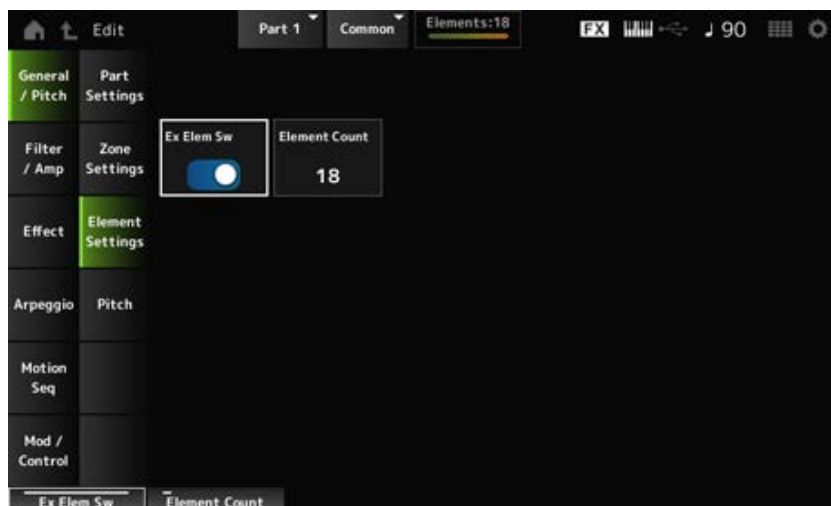 Edit
Part 1
Common
Elements:18
FX
♩ 90
General
/ Pitch
Part
Settings
Filter
/ Amp
Zone
Settings
Ex Elem Sw
Element Count
18
Effect
Element
Settings
Arpeggio
Pitch
Motion
Seq
Mod /
Control
Ex Elem Sw
Element Count